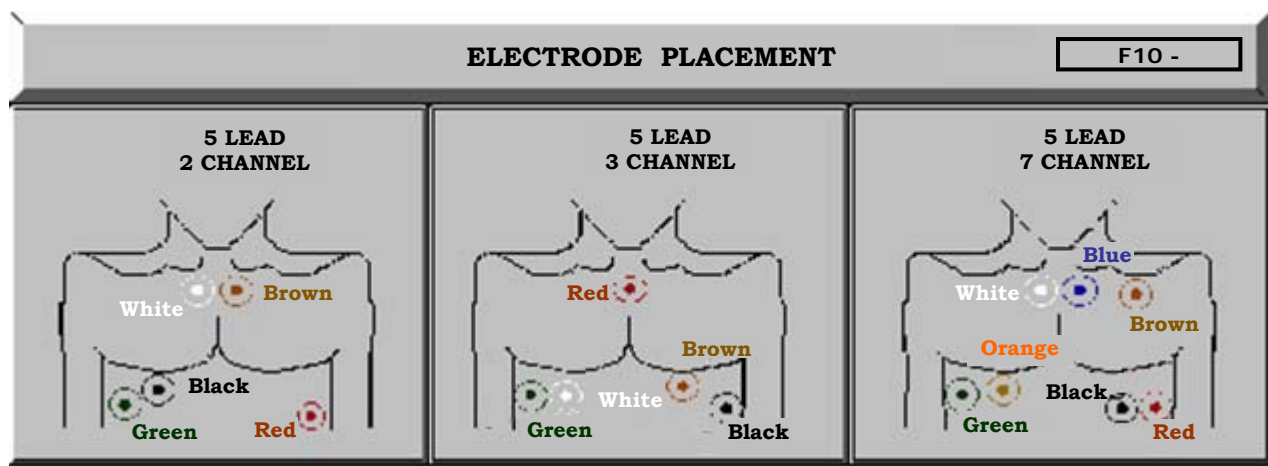 ELECTRODE PLACEMENT
F10 -
5 LEAD
2 CHANNEL
White
Brown
Black
Green
Red
5 LEAD
3 CHANNEL
Red
Brown
White
Green
Black
5 LEAD
7 CHANNEL
Blue
White
Brown
Orange
Black
Green
Red